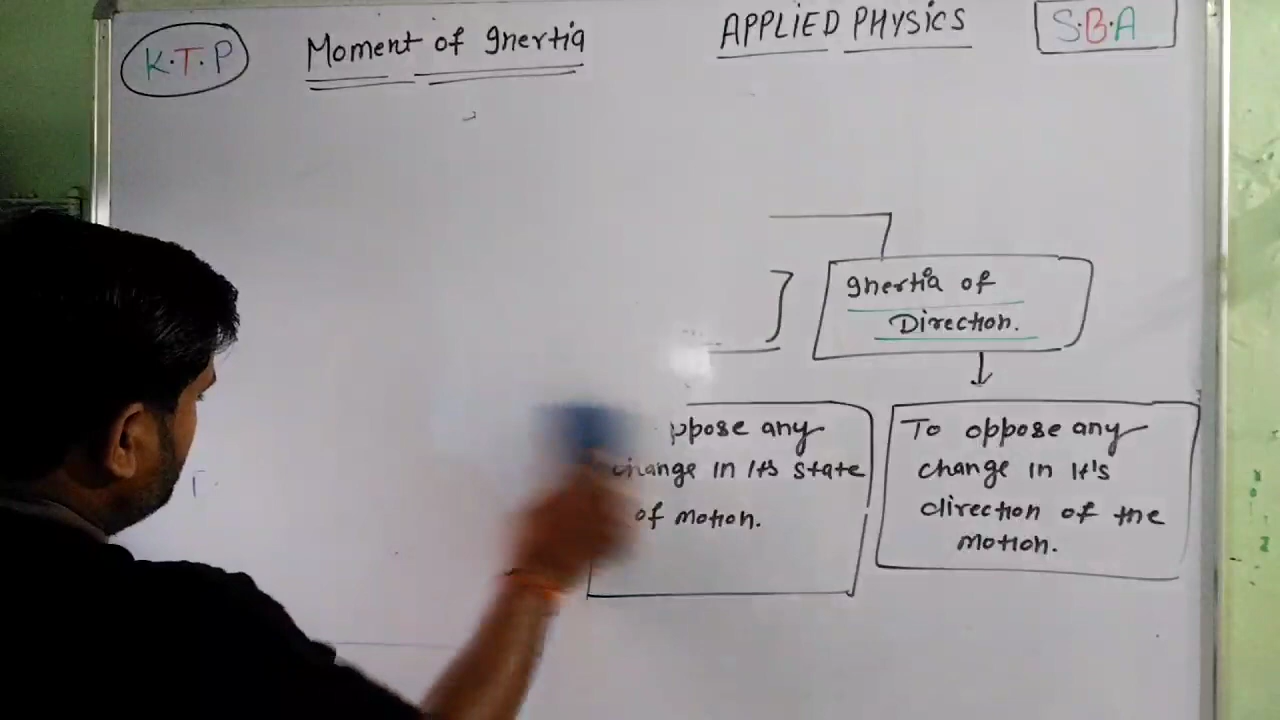 K.T.P
Moment of Inertia
APPLIED PHYSICS
S.B.A
Inertia of
Direction.
any
change in It's state
of motion.
To oppose any
change in It's
direction of the
motion.